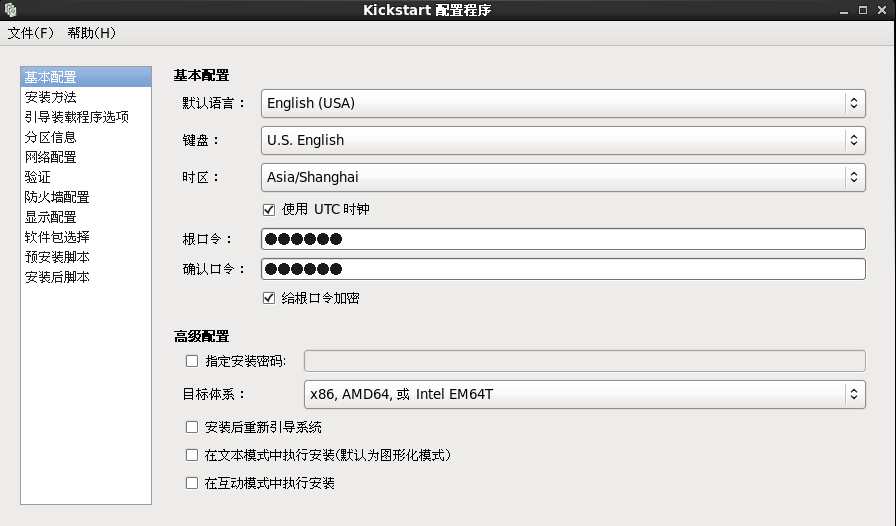 Kickstart 配置程序
文件(F) 帮助(H)
基本配置
安装方法
引导装载程序选项
分区信息
网络配置
验证
防火墙配置
显示配置
软件包选择
预安装脚本
安装后脚本
基本配置
默认语言: English (USA)
键盘: U.S. English
时区: Asia/Shanghai
使用 UTC 时钟
根口令: ●●●●●●
确认口令: ●●●●●●
给根口令加密
高级配置
指定安装密码:
目标体系: x86, AMD64, 或 Intel EM64T
安装后重新引导系统
在文本模式中执行安装(默认为图形化模式)
在互动模式中执行安装